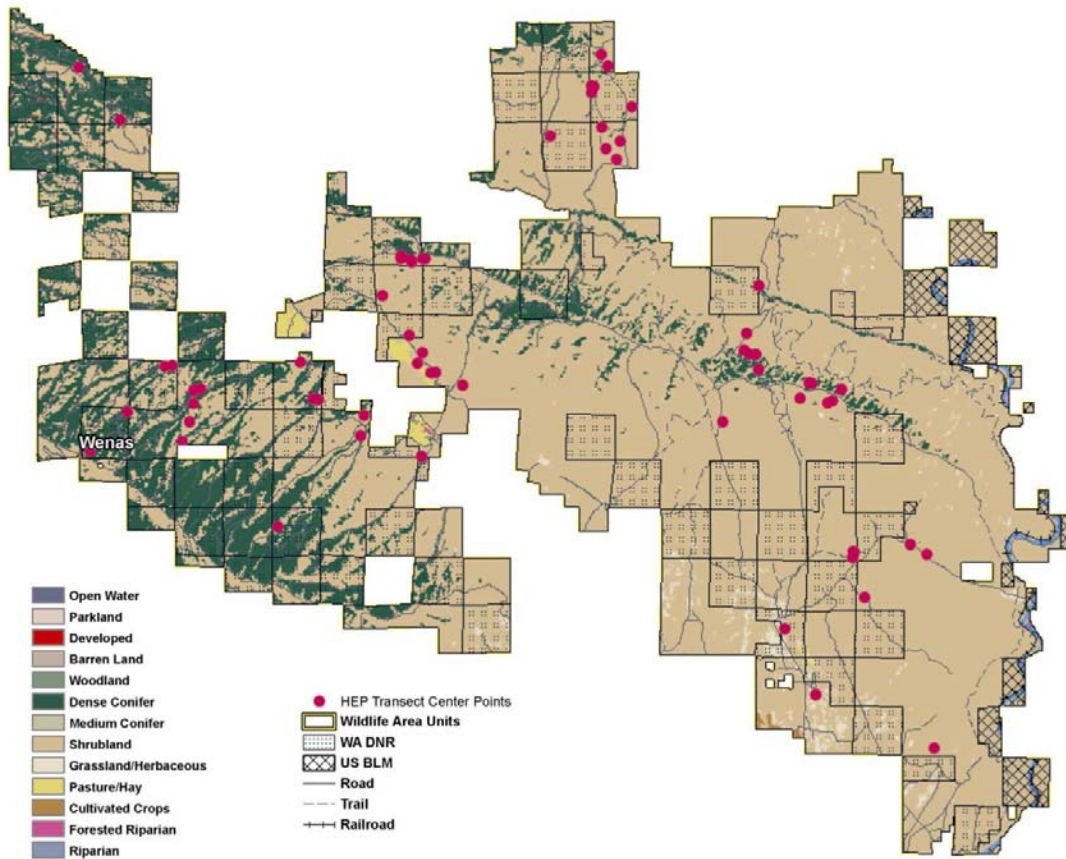 Wenas
Open Water
Parkland
Developed
Barren Land
Woodland
Dense Conifer
Medium Conifer
Shrubland
Grassland/Herbaceous
Pasture/Hay
Cultivated Crops
Forested Riparian
Riparian
HEP Transect Center Points
Wildlife Area Units
WA DNR
US BLM
Road
Trail
Railroad